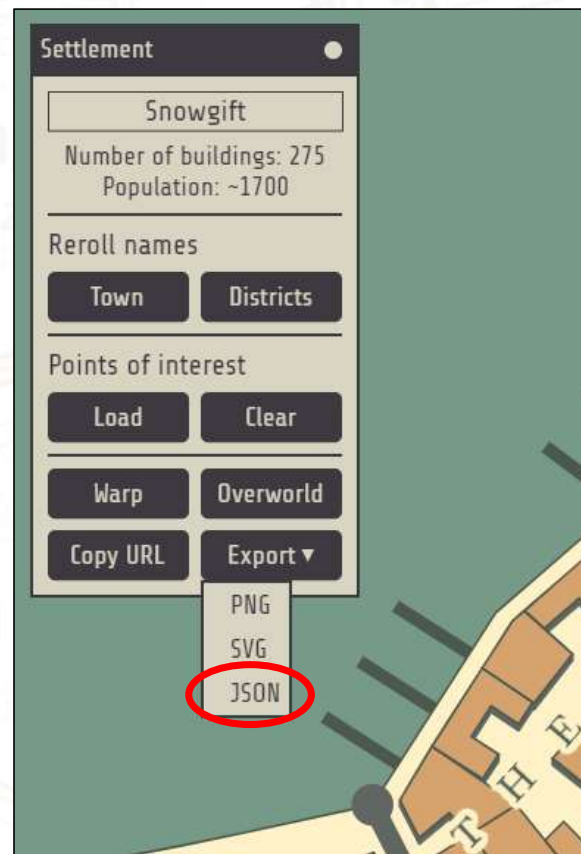 Settlement
Snowgift
Number of buildings: 275
Population: ~1700
Reroll names
Town Districts
Points of interest
Load Clear
Warp Overworld
Copy URL Export ▾
PNG
SVG
JSON
THE